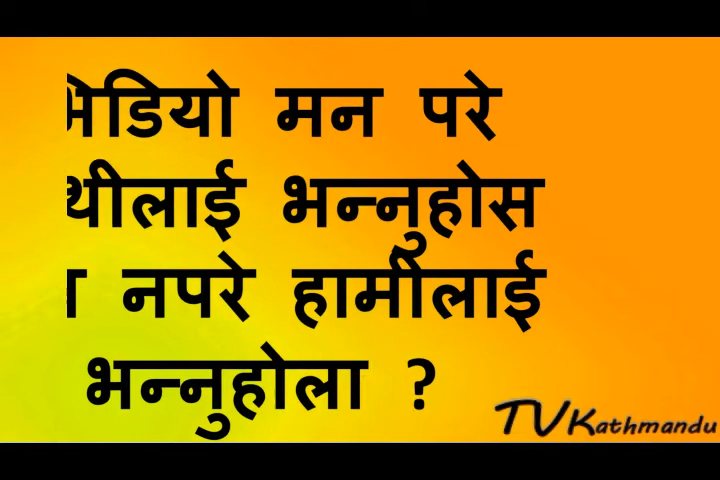 भिडियो मन परे
थीलाई भन्नुहोस
नपरे हामीलाई
भन्नुहोला ?
TVKathmandu